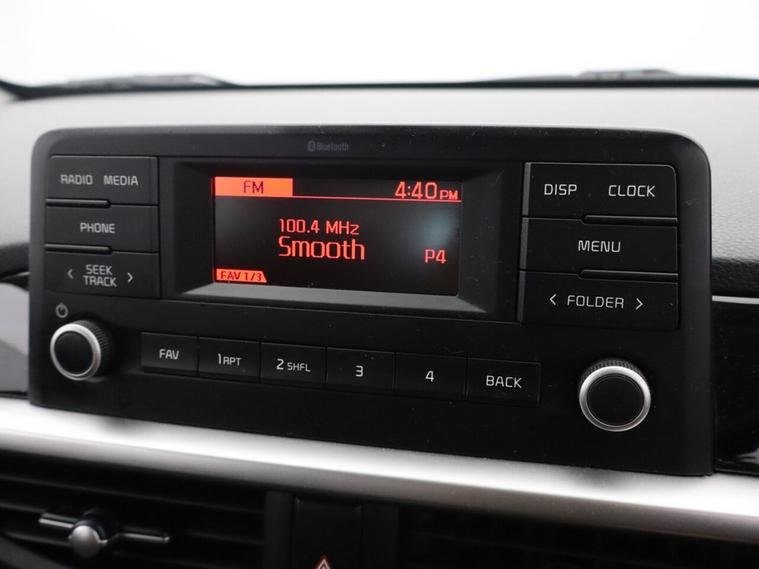 Bluetooth
RADIO MEDIA
PHONE
< SEEK TRACK >
FM
4:40PM
100.4 MHz
Smooth
P4
FAV 1/3
DISP CLOCK
MENU
< FOLDER >
FAV
1 RPT
2 SHFL
3
4
BACK